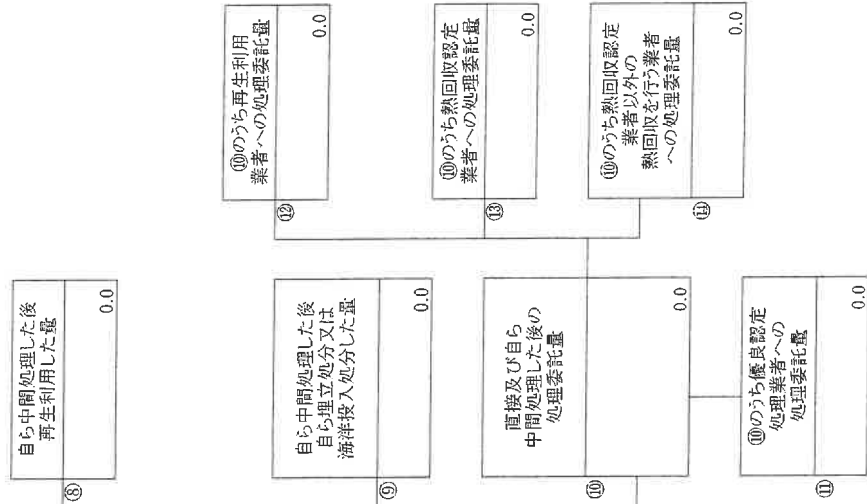 ⑧
自ら中間処理した後
再生利用した量
0.0
⑨
自ら中間処理した後
自ら埋立処分又は
海洋投入処分した量
0.0
⑩
直接及び自ら
中間処理した後の
処理委託量
0.0
⑪
⑩のうち優良認定
処理業者への
処理委託量
0.0
⑫
⑩のうち再生利用
業者への処理委託量
0.0
⑬
⑩のうち熱回収認定
業者への処理委託量
0.0
⑭
⑩のうち熱回収認定
業者以外の
熱回収を行う業者
への処理委託量
0.0